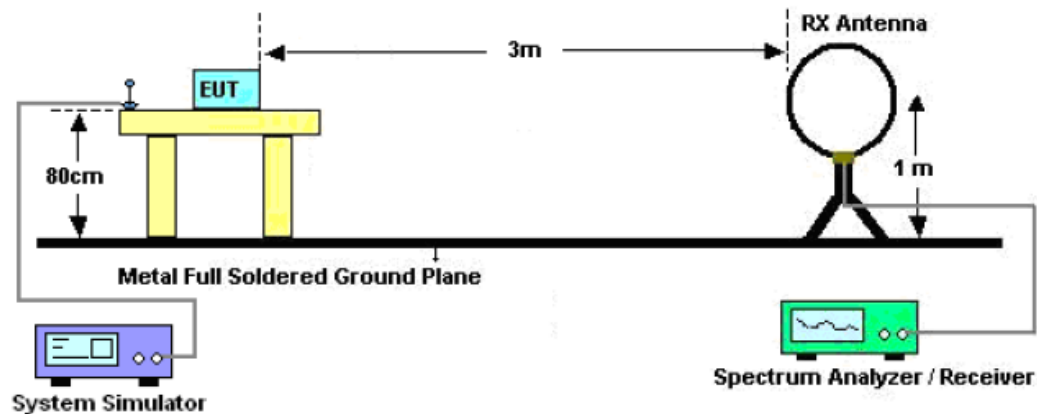 RX Antenna
3m
EUT
80cm
1 m
Metal Full Soldered Ground Plane
System Simulator
Spectrum Analyzer / Receiver